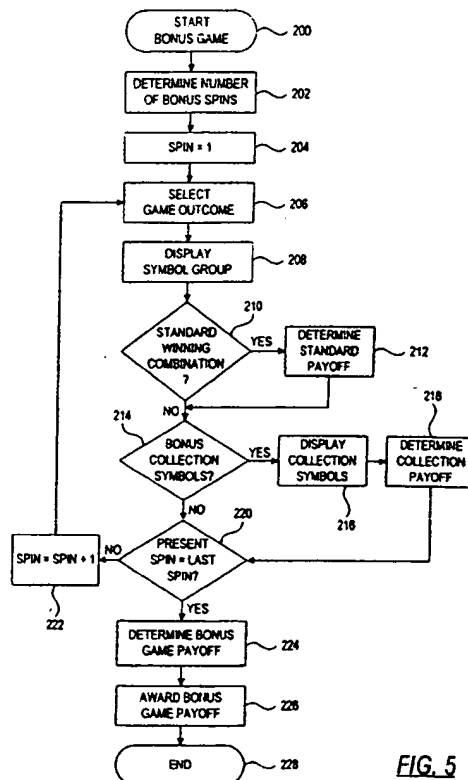 START
BONUS GAME
200
DETERMINE NUMBER
OF BONUS SPINS
202
SPIN = 1
204
SELECT
GAME OUTCOME
206
DISPLAY
SYMBOL GROUP
208
210
STANDARD
WINNING
COMBINATION
?
YES
DETERMINE
STANDARD
PAYOFF
212
NO
214
BONUS
COLLECTION
SYMBOLS?
YES
DISPLAY
COLLECTION
SYMBOLS
216
218
DETERMINE
COLLECTION
PAYOFF
NO
220
PRESENT
SPIN = LAST
SPIN?
NO
SPIN = SPIN + 1
222
YES
DETERMINE BONUS
GAME PAYOFF
224
AWARD BONUS
GAME PAYOFF
226
END
228
FIG. 5